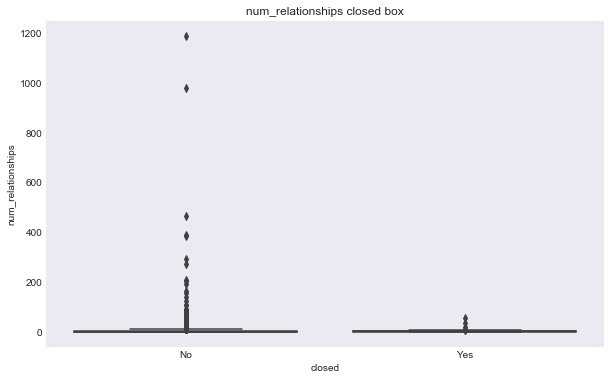 num_relationships closed box
1200
1000
800
600
400
200
0
num_relationships
No
Yes
closed